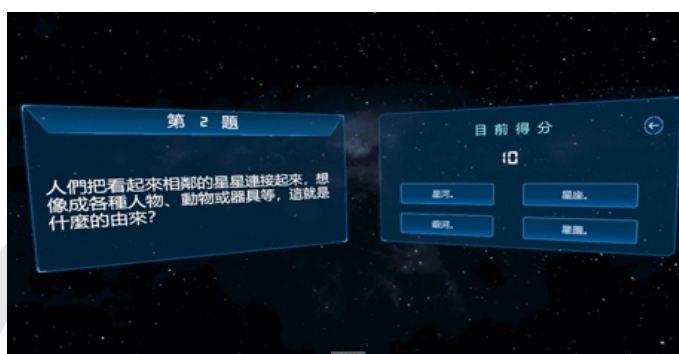 第 2 題
人們把看起來相鄰的星星連接起來，想
像成各種人物、動物或器具等，這就是
什麼的由來？
目前得分
10
星河。
星座。
銀河。
星圖。